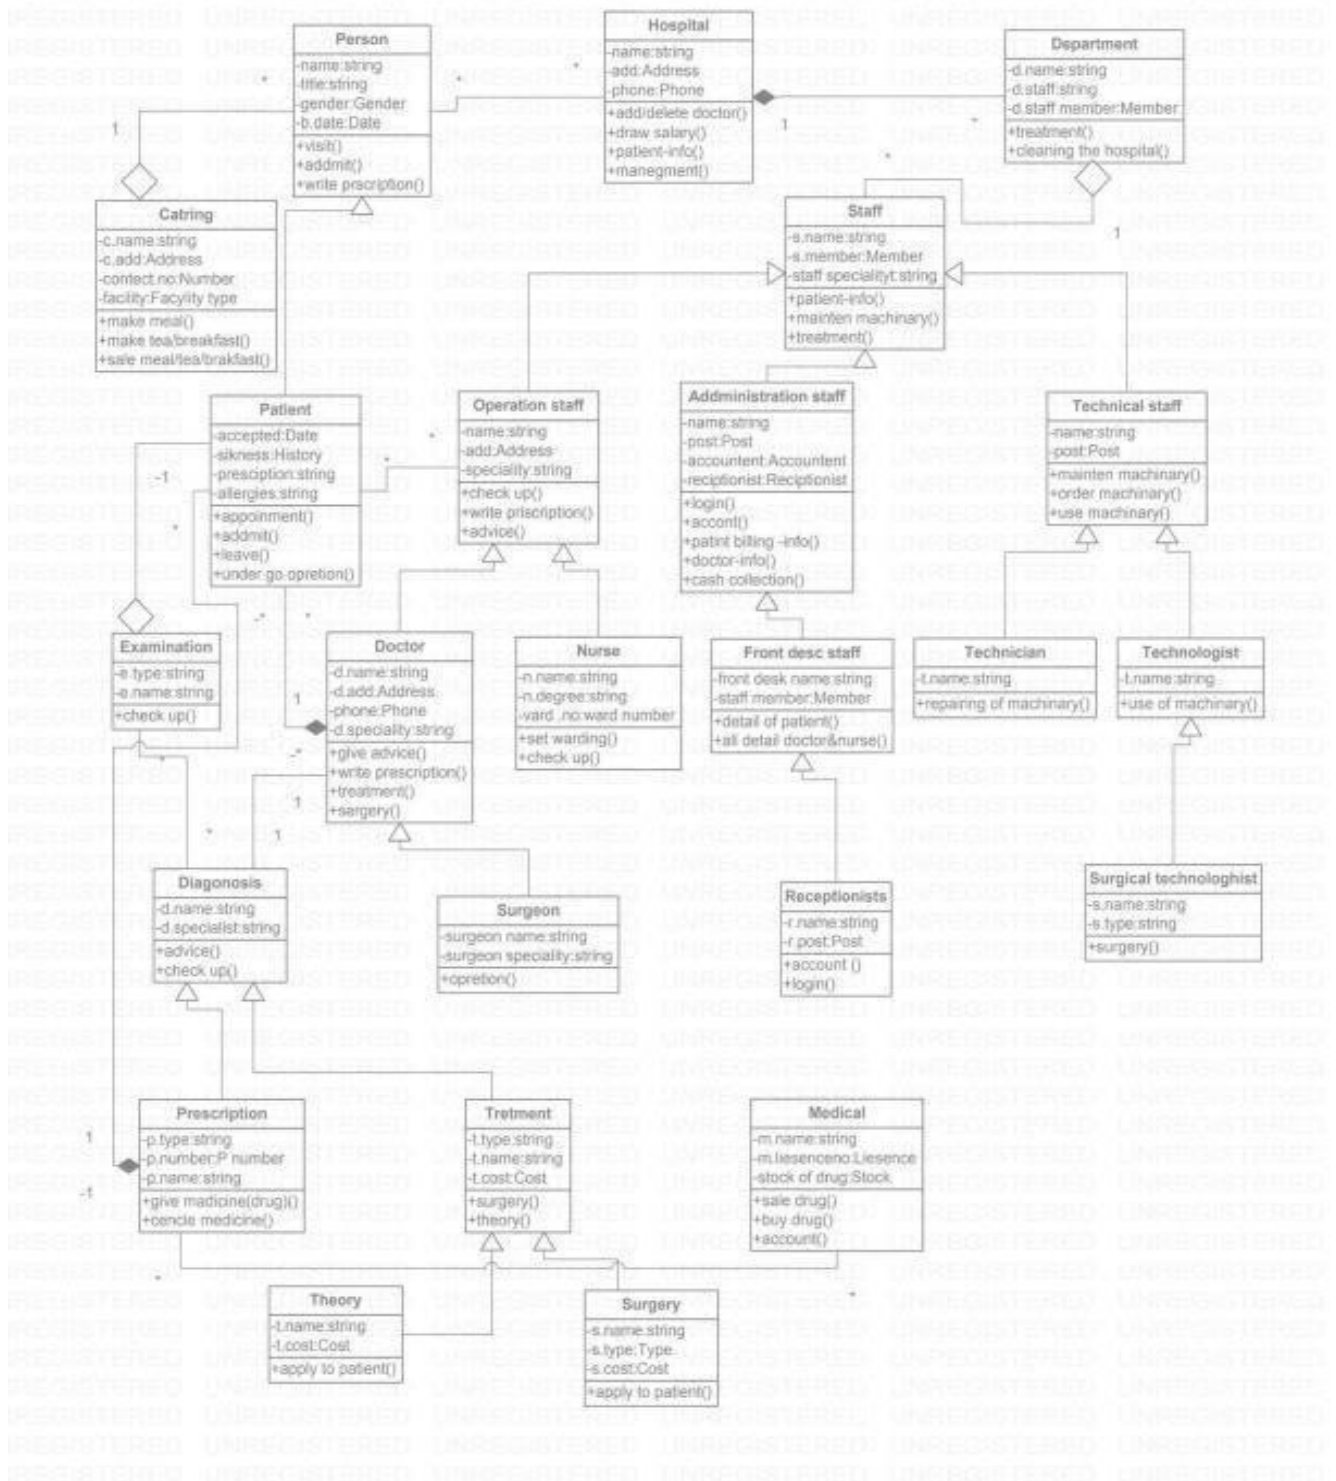 Person
-name:string
-title:string
-gender:Gender
-b.date:Date
+visit()
+addmit()
+write prscription()
Hospital
-name:string
-add:Address
-phone:Phone
+add/delete doctor()
+draw salary()
+patient-info()
+manegment()
Department
-d.name:string
-d.staff:string
-d.staff member:Member
+treatment()
+cleaning the hospital()
Catring
-c.name:string
-c.add:Address
-contect.no:Number
-facility:Facylity type
+make meal()
+make tea/breakfast()
+sale meal/tea/brakfast()
Staff
-s.name:string
-s.member:Member
-staff specialityt:string
+patient-info()
+mainten machinary()
+treatment()
Patient
-accepted:Date
-sikness:History
-presciption:string
-allergies:string
+appoinment()
+addmit()
+leave()
+under go opretion()
Operation staff
-name:string
-add:Address
-speciality:string
+check up()
+write priscription()
+advice()
Addministration staff
-name:string
-post:Post
-accountent:Accountent
-reciptionist:Reciptionist
+login()
+accont()
+patint billing -info()
+doctor-info()
+cash collection()
Technical staff
-name:string
-post:Post
+mainten machinary()
+order machinary()
+use machinary()
Examination
-e.type:string
-e.name:string
+check up()
Doctor
-d.name:string
-d.add:Address
-phone:Phone
-d.speciality:string
+give advice()
+write prescription()
+treatment()
+sergery()
Nurse
-n.name:string
-n.degree:string
-vard .no:ward number
+set warding()
+check up()
Front desc staff
-front desk name:string
-staff member:Member
+detail of patient()
+all detail doctor&nurse()
Technician
-t.name:string
+repairing of machinary()
Technologist
-t.name:string
+use of machinary()
Diagonosis
-d.name:string
-d.specialist:string
+advice()
+check up()
Surgeon
-surgeon name:string
-surgeon speciality:string
+opretion()
Receptionists
-r.name:string
-r.post:Post
+account ()
+login()
Surgical technologhist
-s.name:string
-s.type:string
+surgery()
Prescription
-p.type:string
-p.number:P number
-p.name:string
+give madicine(drug)()
+cencle medicine()
Tretment
-t.type:string
-t.name:string
-t.cost:Cost
+surgery()
+theory()
Medical
-m.name:string
-m.liesenceno:Liesence
-stock of drug:Stock
+sale drug()
+buy drug()
+account()
Theory
-t.name:string
-t.cost:Cost
+apply to patient()
Surgery
-s.name:string
-s.type:Type
-s.cost:Cost
+apply to patient()